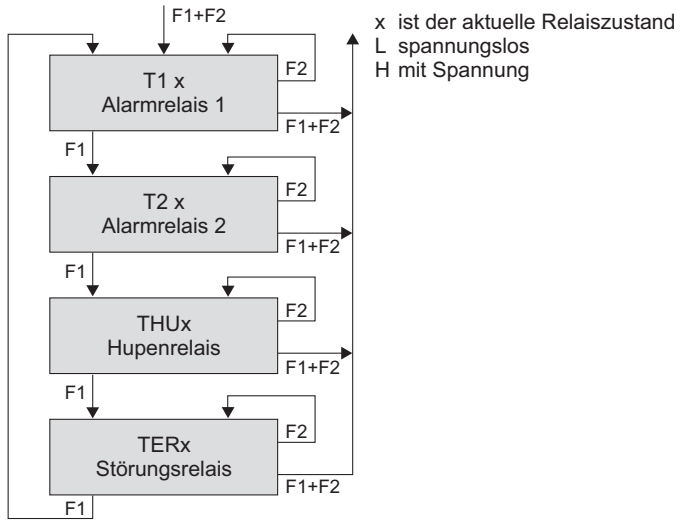 F1+F2
x ist der aktuelle Relaiszustand
L spannungslos
H mit Spannung
F2
T1 x
Alarmrelais 1
F1+F2
F1
F2
T2 x
Alarmrelais 2
F1+F2
F1
F2
THUx
Hupenrelais
F1+F2
F1
F2
TERx
Störungsrelais
F1+F2
F1